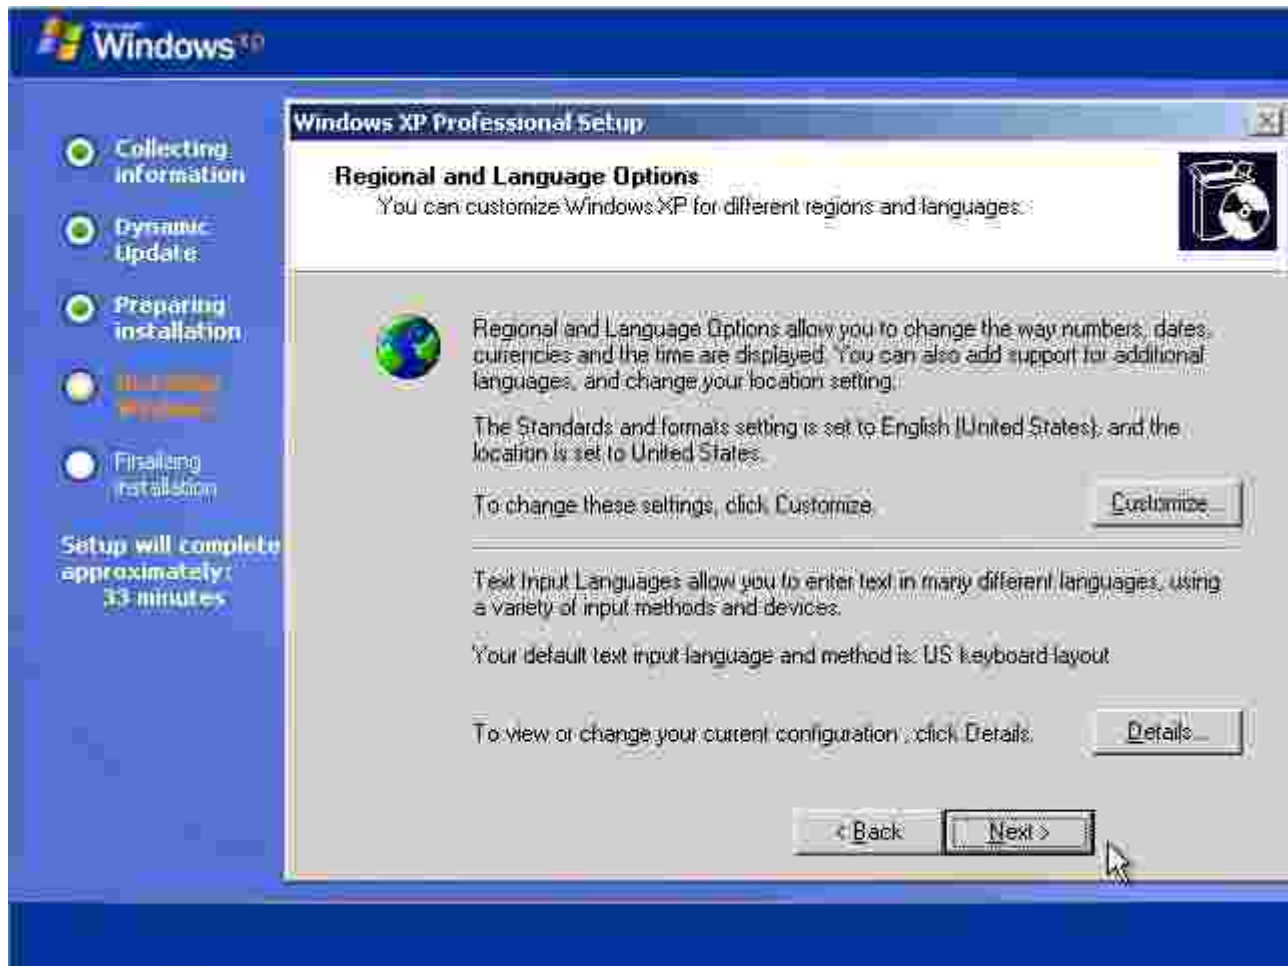 Microsoft
Windows xp
Collecting
information
Dynamic
Update
Preparing
installation
Installing
Windows
Finalizing
installation
Setup will complete
approximately:
33 minutes
Windows XP Professional Setup
Regional and Language Options
You can customize Windows XP for different regions and languages.
Regional and Language Options allow you to change the way numbers, dates,
currencies and the time are displayed. You can also add support for additional
languages, and change your location setting.
The Standards and formats setting is set to English (United States), and the
location is set to United States.
To change these settings, click Customize.
Customize...
Text Input Languages allow you to enter text in many different languages, using
a variety of input methods and devices.
Your default text input language and method is: US keyboard layout
To view or change your current configuration , click Details.
Details...
< Back
Next >